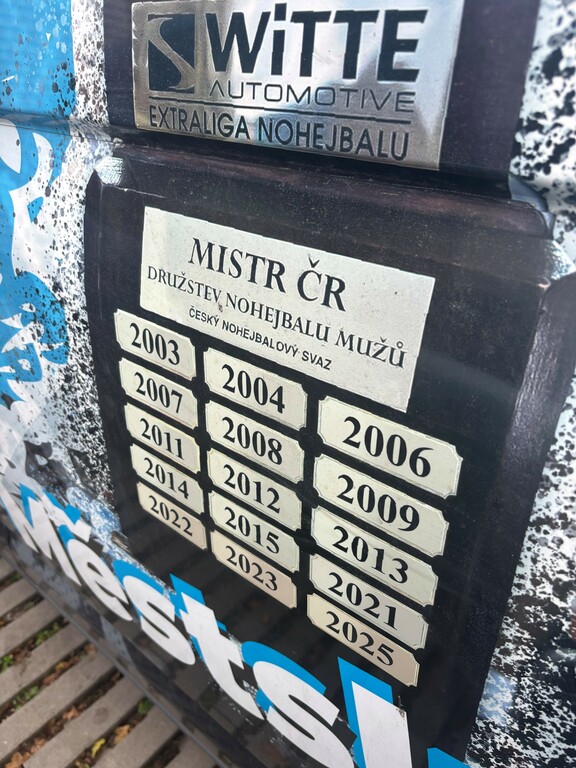 WiTTE
AUTOMOTIVE
EXTRALIGA NOHEJBALU
MISTR ČR
DRUŽSTEV NOHEJBALU MUŽŮ
ČESKÝ NOHEJBALOVÝ SVAZ
2003 2004 2006
2007 2008 2009
2011 2012 2013
2014 2015 2021
2022 2023 2025